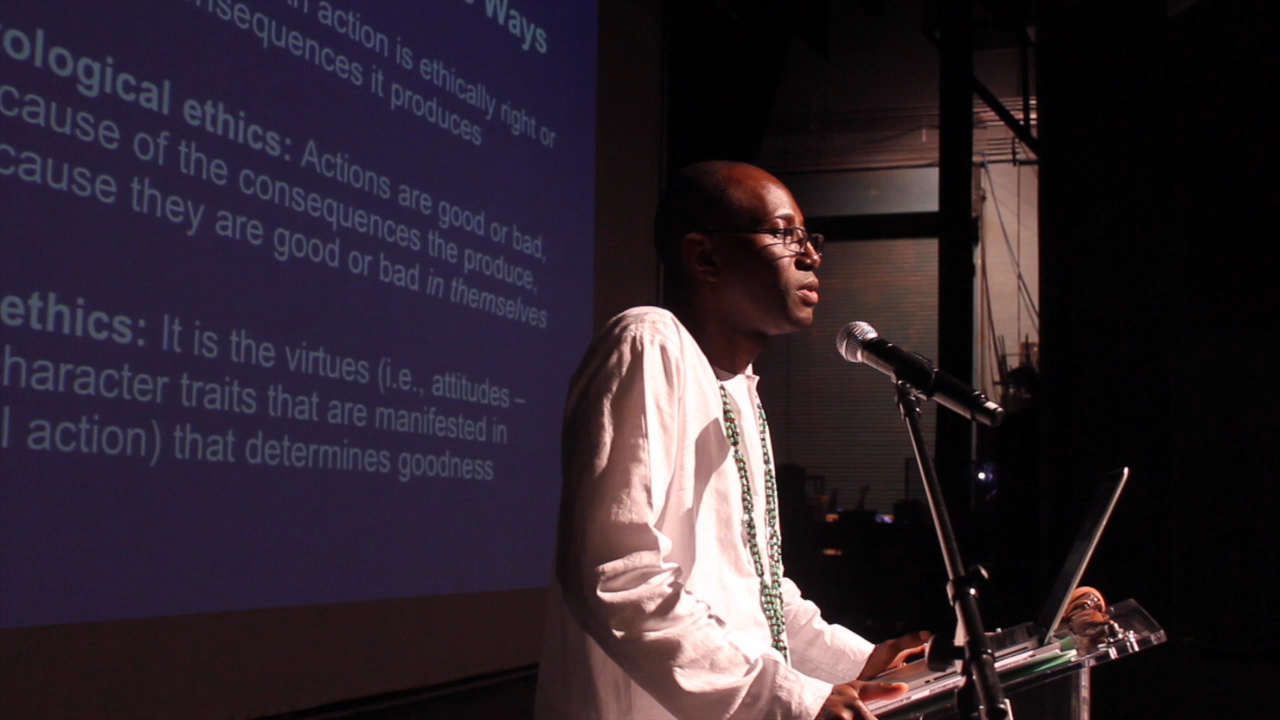 Ways
action is ethically right or
consequences it produces
ological ethics: Actions are good or bad,
cause of the consequences the produce,
cause they are good or bad in themselves
ethics: It is the virtues (i.e., attitudes –
haracter traits that are manifested in
l action) that determines goodness